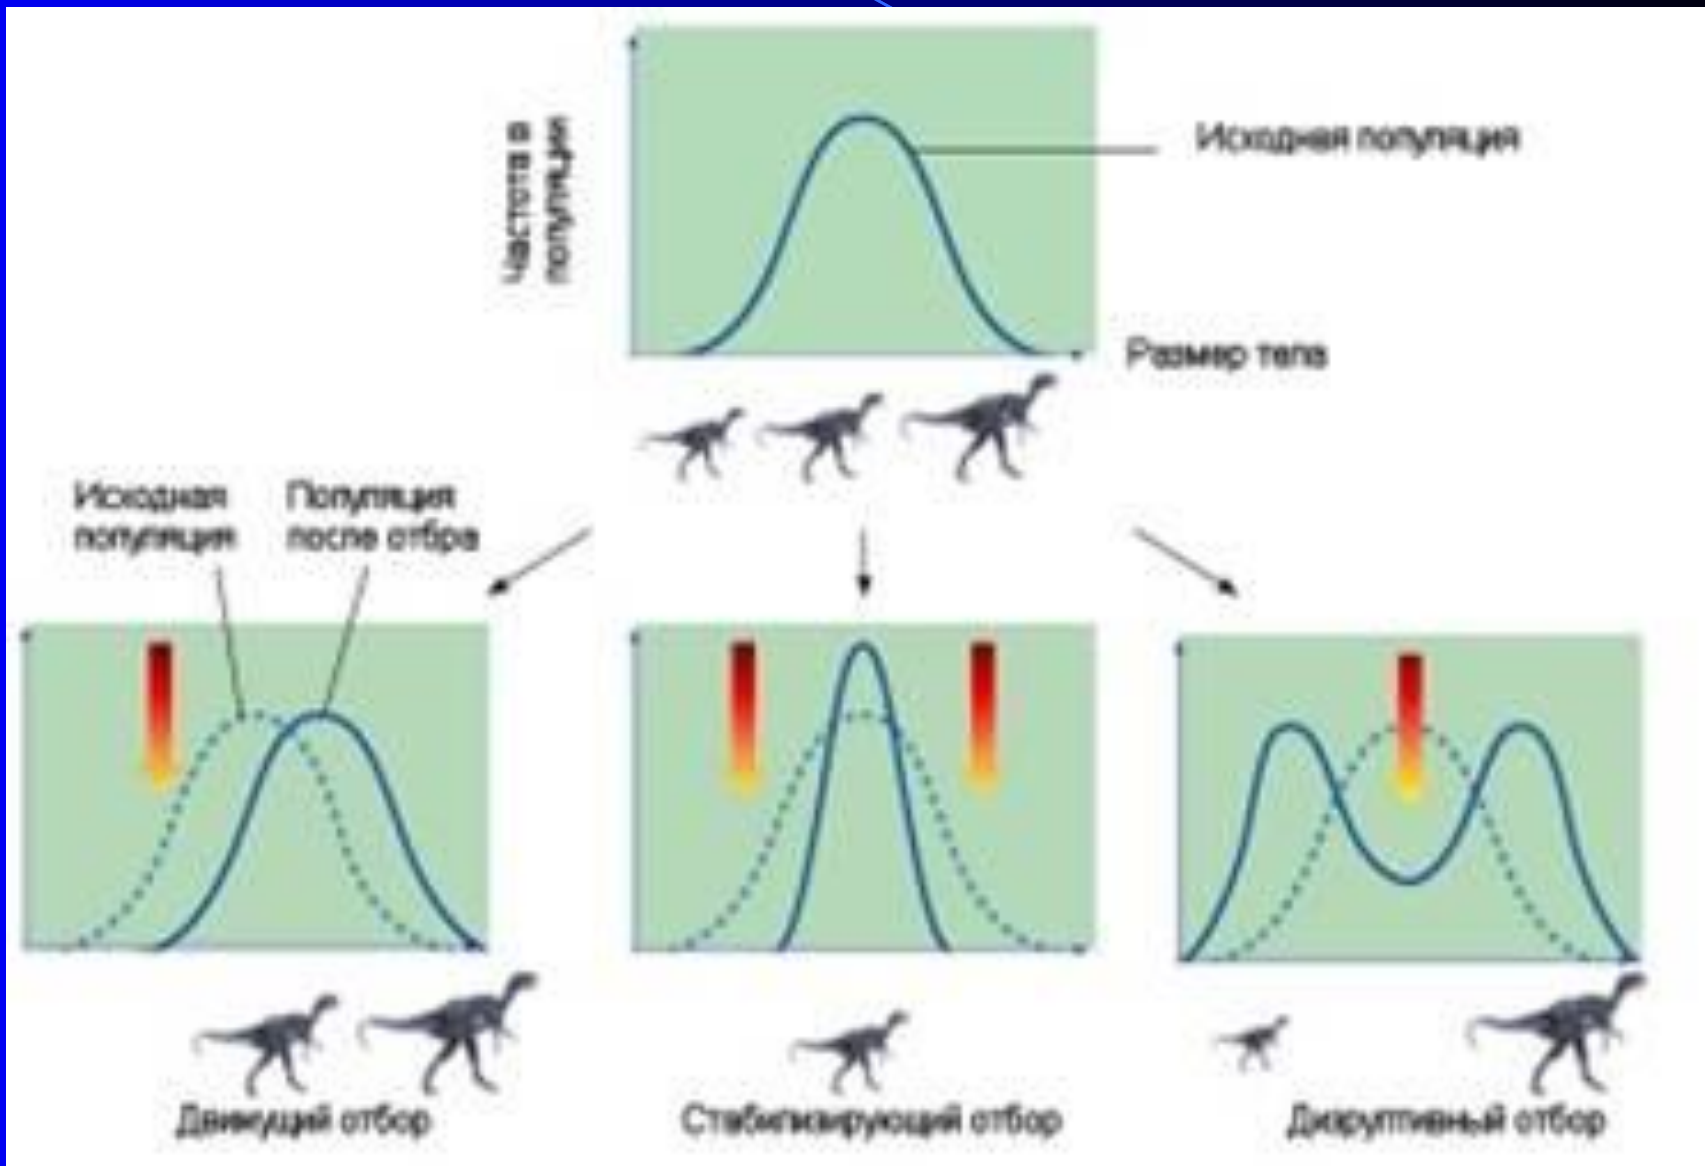 Частота в
популяции
Исходная популяция
Размер тела
Исходная
популяция
Популяция
после отбра
Движущий отбор
Стабилизирующий отбор
Дизруптивный отбор